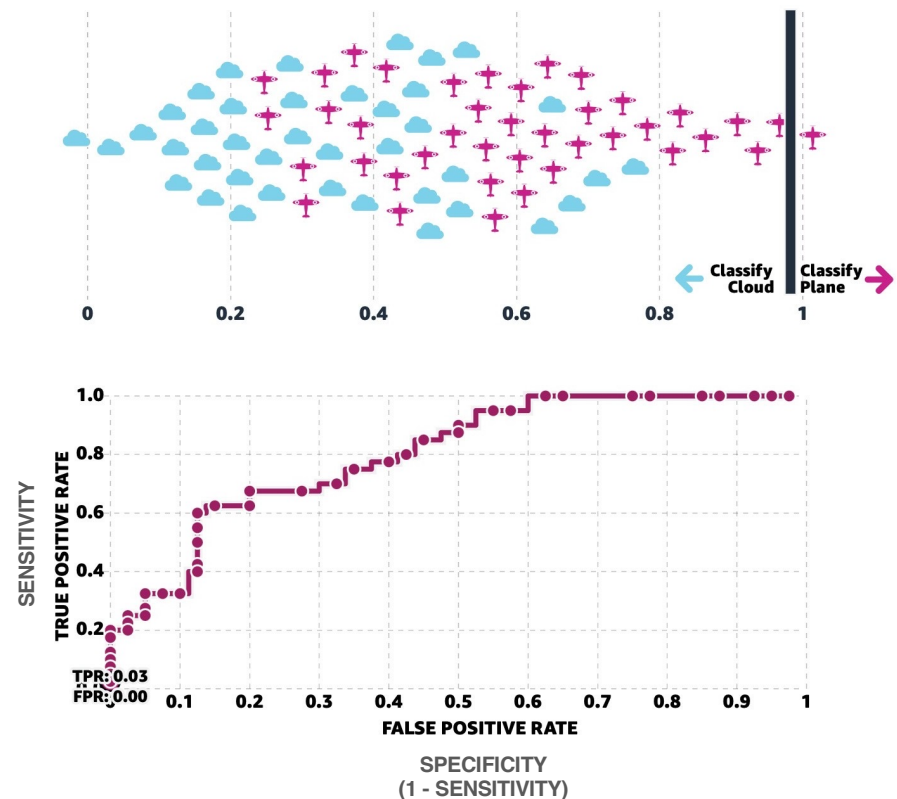 Classify
Cloud
Classify
Plane
0 0.2 0.4 0.6 0.8 1
SENSITIVITY
TRUE POSITIVE RATE
1.0
0.8
0.6
0.4
0.2
TPR: 0.03
FPR: 0.00
0.1 0.2 0.3 0.4 0.5 0.6 0.7 0.8 0.9 1
FALSE POSITIVE RATE
SPECIFICITY
(1 - SENSITIVITY)